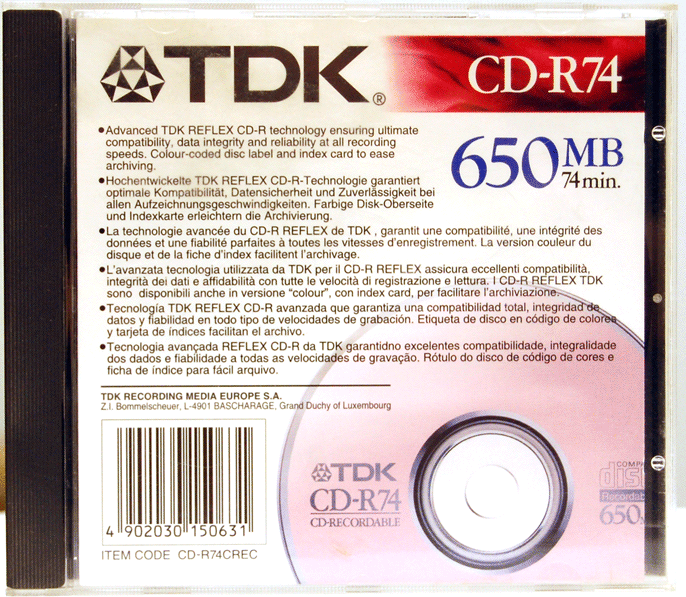 TDK®
CD-R74
650MB
74min.
●Advanced TDK REFLEX CD-R technology ensuring ultimate
compatibility, data integrity and reliability at all recording
speeds. Colour-coded disc label and index card to ease
archiving.
●Hochentwickelte TDK REFLEX CD-R-Technologie garantiert
optimale Kompatibilität, Datensicherheit und Zuverlässigkeit bei
allen Aufzeichnungsgeschwindigkeiten. Farbige Disk-Oberseite
und Indexkarte erleichtern die Archivierung.
●La technologie avancée du CD-R REFLEX de TDK , garantit une compatibilité, une intégrité des
données et une fiabilité parfaites à toutes les vitesses d'enregistrement. La version couleur du
disque et de la fiche d'index facilitent l'archivage.
●L'avanzata tecnologia utilizzata da TDK per il CD-R REFLEX assicura eccellenti compatibilità,
integrità dei dati e affidabilità con tutte le velocità di registrazione e lettura. I CD-R REFLEX TDK
sono disponibili anche in versione "colour", con index card, per facilitare l'archiviazione.
●Tecnología TDK REFLEX CD-R avanzada que garantiza una compatibilidad total, integridad de
datos y fiabilidad en todo tipo de velocidades de grabación. Etiqueta de disco en código de colores
y tarjeta de índices facilitan el archivo.
●Tecnologia avançada REFLEX CD-R da TDK garantidno excelentes compatibilidade, integralidade
dos dados e fiabilidade a todas as velocidades de gravação. Rótulo do disco de código de cores e
ficha de índice para fácil arquivo.
TDK RECORDING MEDIA EUROPE S.A.
Z.I. Bommelscheuer, L-4901 BASCHARAGE, Grand Duchy of Luxembourg
4 902030 150631
ITEM CODE CD-R74CREC
TDK
CD-R74
CD-RECORDABLE
COMPA
disc
Recordab
650M